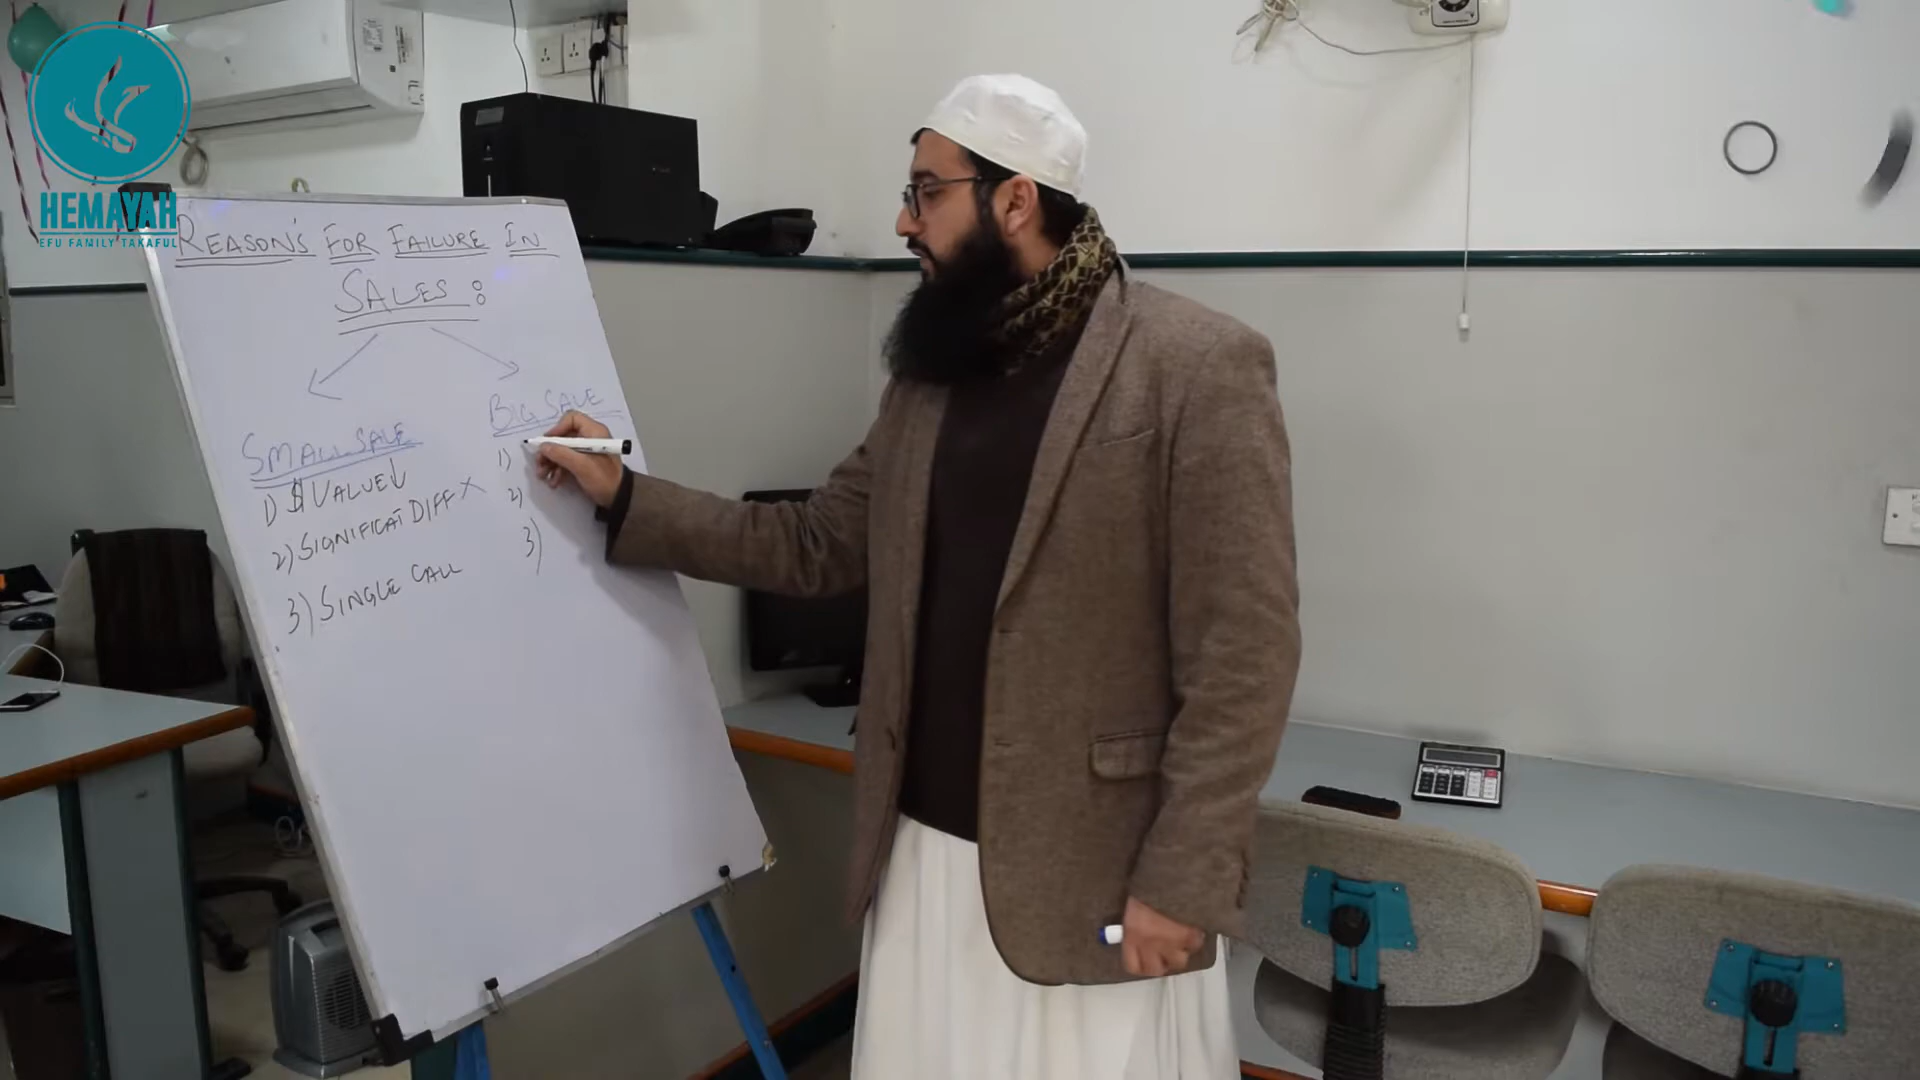 HEMAYAH
EFU FAMILY TAKAFUL
REASON'S FOR FAILURE IN
SALES :
SMALL SALE
1) $ VALUE↓
2) SIGNIFICAT DIFF X
3) SINGLE CALL
BIG SALE
1)
2)
3)